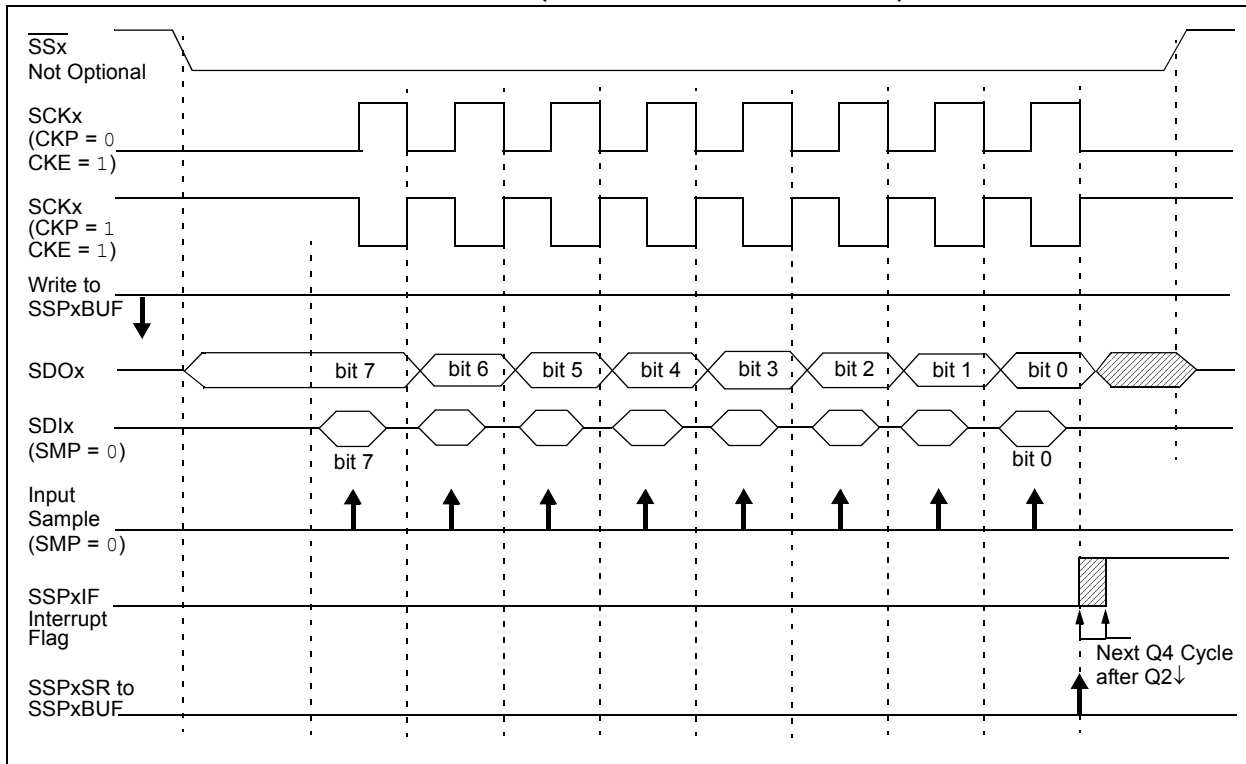 SSx
Not Optional
SCKx
(CKP = 0
CKE = 1)
SCKx
(CKP = 1
CKE = 1)
Write to
SSPxBUF
SDOx
bit 7 bit 6 bit 5 bit 4 bit 3 bit 2 bit 1 bit 0
SDIx
(SMP = 0)
bit 7 bit 0
Input
Sample
(SMP = 0)
SSPxIF
Interrupt
Flag
Next Q4 Cycle
after Q2↓
SSPxSR to
SSPxBUF